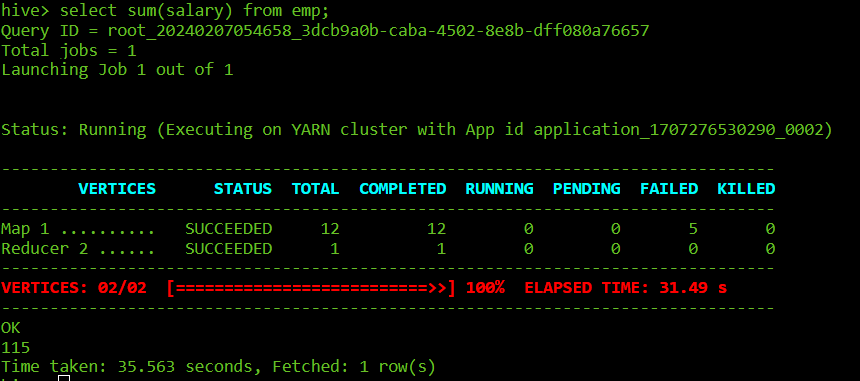 hive> select sum(salary) from emp;
Query ID = root_20240207054658_3dcb9a0b-caba-4502-8e8b-dff080a76657
Total jobs = 1
Launching Job 1 out of 1
Status: Running (Executing on YARN cluster with App id application_1707276530290_0002)
--------------------------------------------------------------------------------
VERTICES STATUS TOTAL COMPLETED RUNNING PENDING FAILED KILLED
--------------------------------------------------------------------------------
Map 1 .......... SUCCEEDED 12 12 0 0 5 0
Reducer 2 ...... SUCCEEDED 1 1 0 0 0 0
--------------------------------------------------------------------------------
VERTICES: 02/02 [==========================>>] 100% ELAPSED TIME: 31.49 s
--------------------------------------------------------------------------------
OK
115
Time taken: 35.563 seconds, Fetched: 1 row(s)